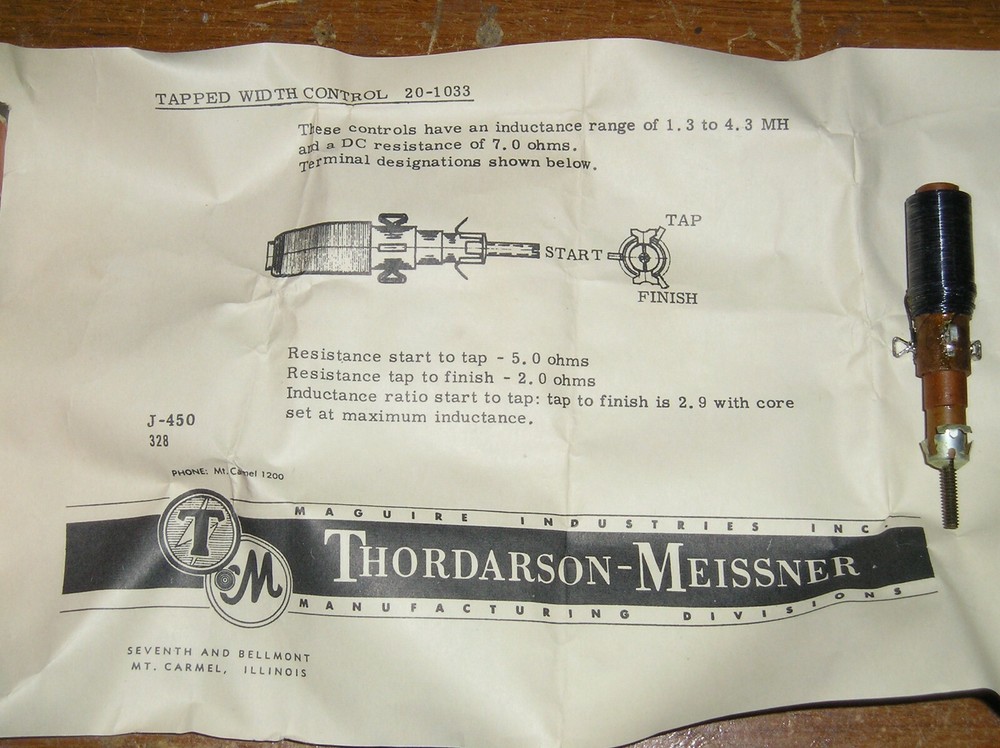 TAPPED WIDTH CONTROL 20-1033
These controls have an inductance range of 1.3 to 4.3 MH
and a DC resistance of 7.0 ohms.
Terminal designations shown below.
TAP
START
FINISH
Resistance start to tap - 5.0 ohms
Resistance tap to finish - 2.0 ohms
Inductance ratio start to tap: tap to finish is 2.9 with core
set at maximum inductance.
J-450
328
PHONE: Mt. Carmel 1200
MAGUIRE INDUSTRIES INC.
T
THORDARSON-MEISSNER
M
MANUFACTURING DIVISIONS
SEVENTH AND BELLMONT
MT. CARMEL, ILLINOIS